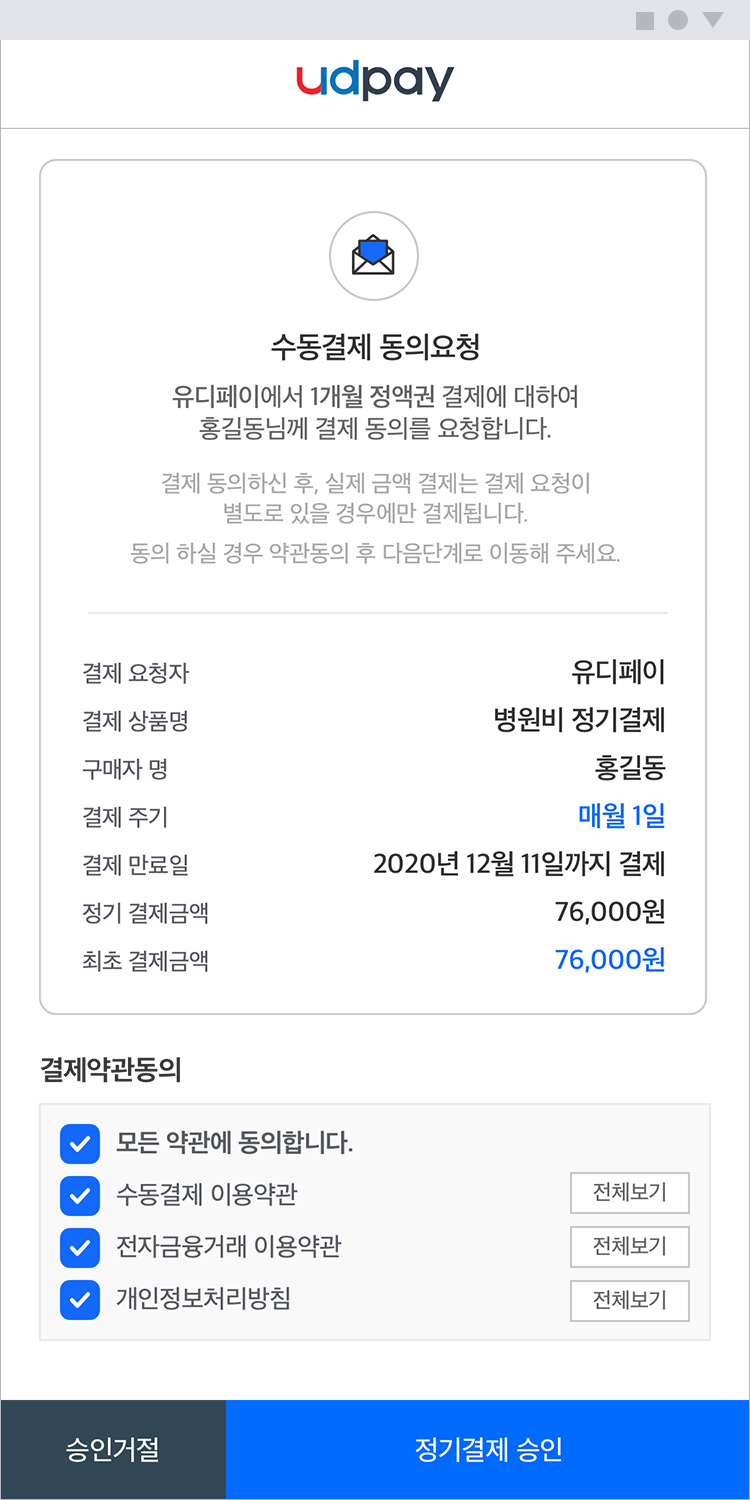 udpay
수동결제 동의요청
유디페이에서 1개월 정액권 결제에 대하여
홍길동님께 결제 동의를 요청합니다.
결제 동의하신 후, 실제 금액 결제는 결제 요청이
별도로 있을 경우에만 결제됩니다.
동의 하실 경우 약관동의 후 다음단계로 이동해 주세요.
결제 요청자 유디페이
결제 상품명 병원비 정기결제
구매자 명 홍길동
결제 주기 매월 1일
결제 만료일 2020년 12월 11일까지 결제
정기 결제금액 76,000원
최초 결제금액 76,000원
결제약관동의
모든 약관에 동의합니다.
수동결제 이용약관 전체보기
전자금융거래 이용약관 전체보기
개인정보처리방침 전체보기
승인거절 정기결제 승인